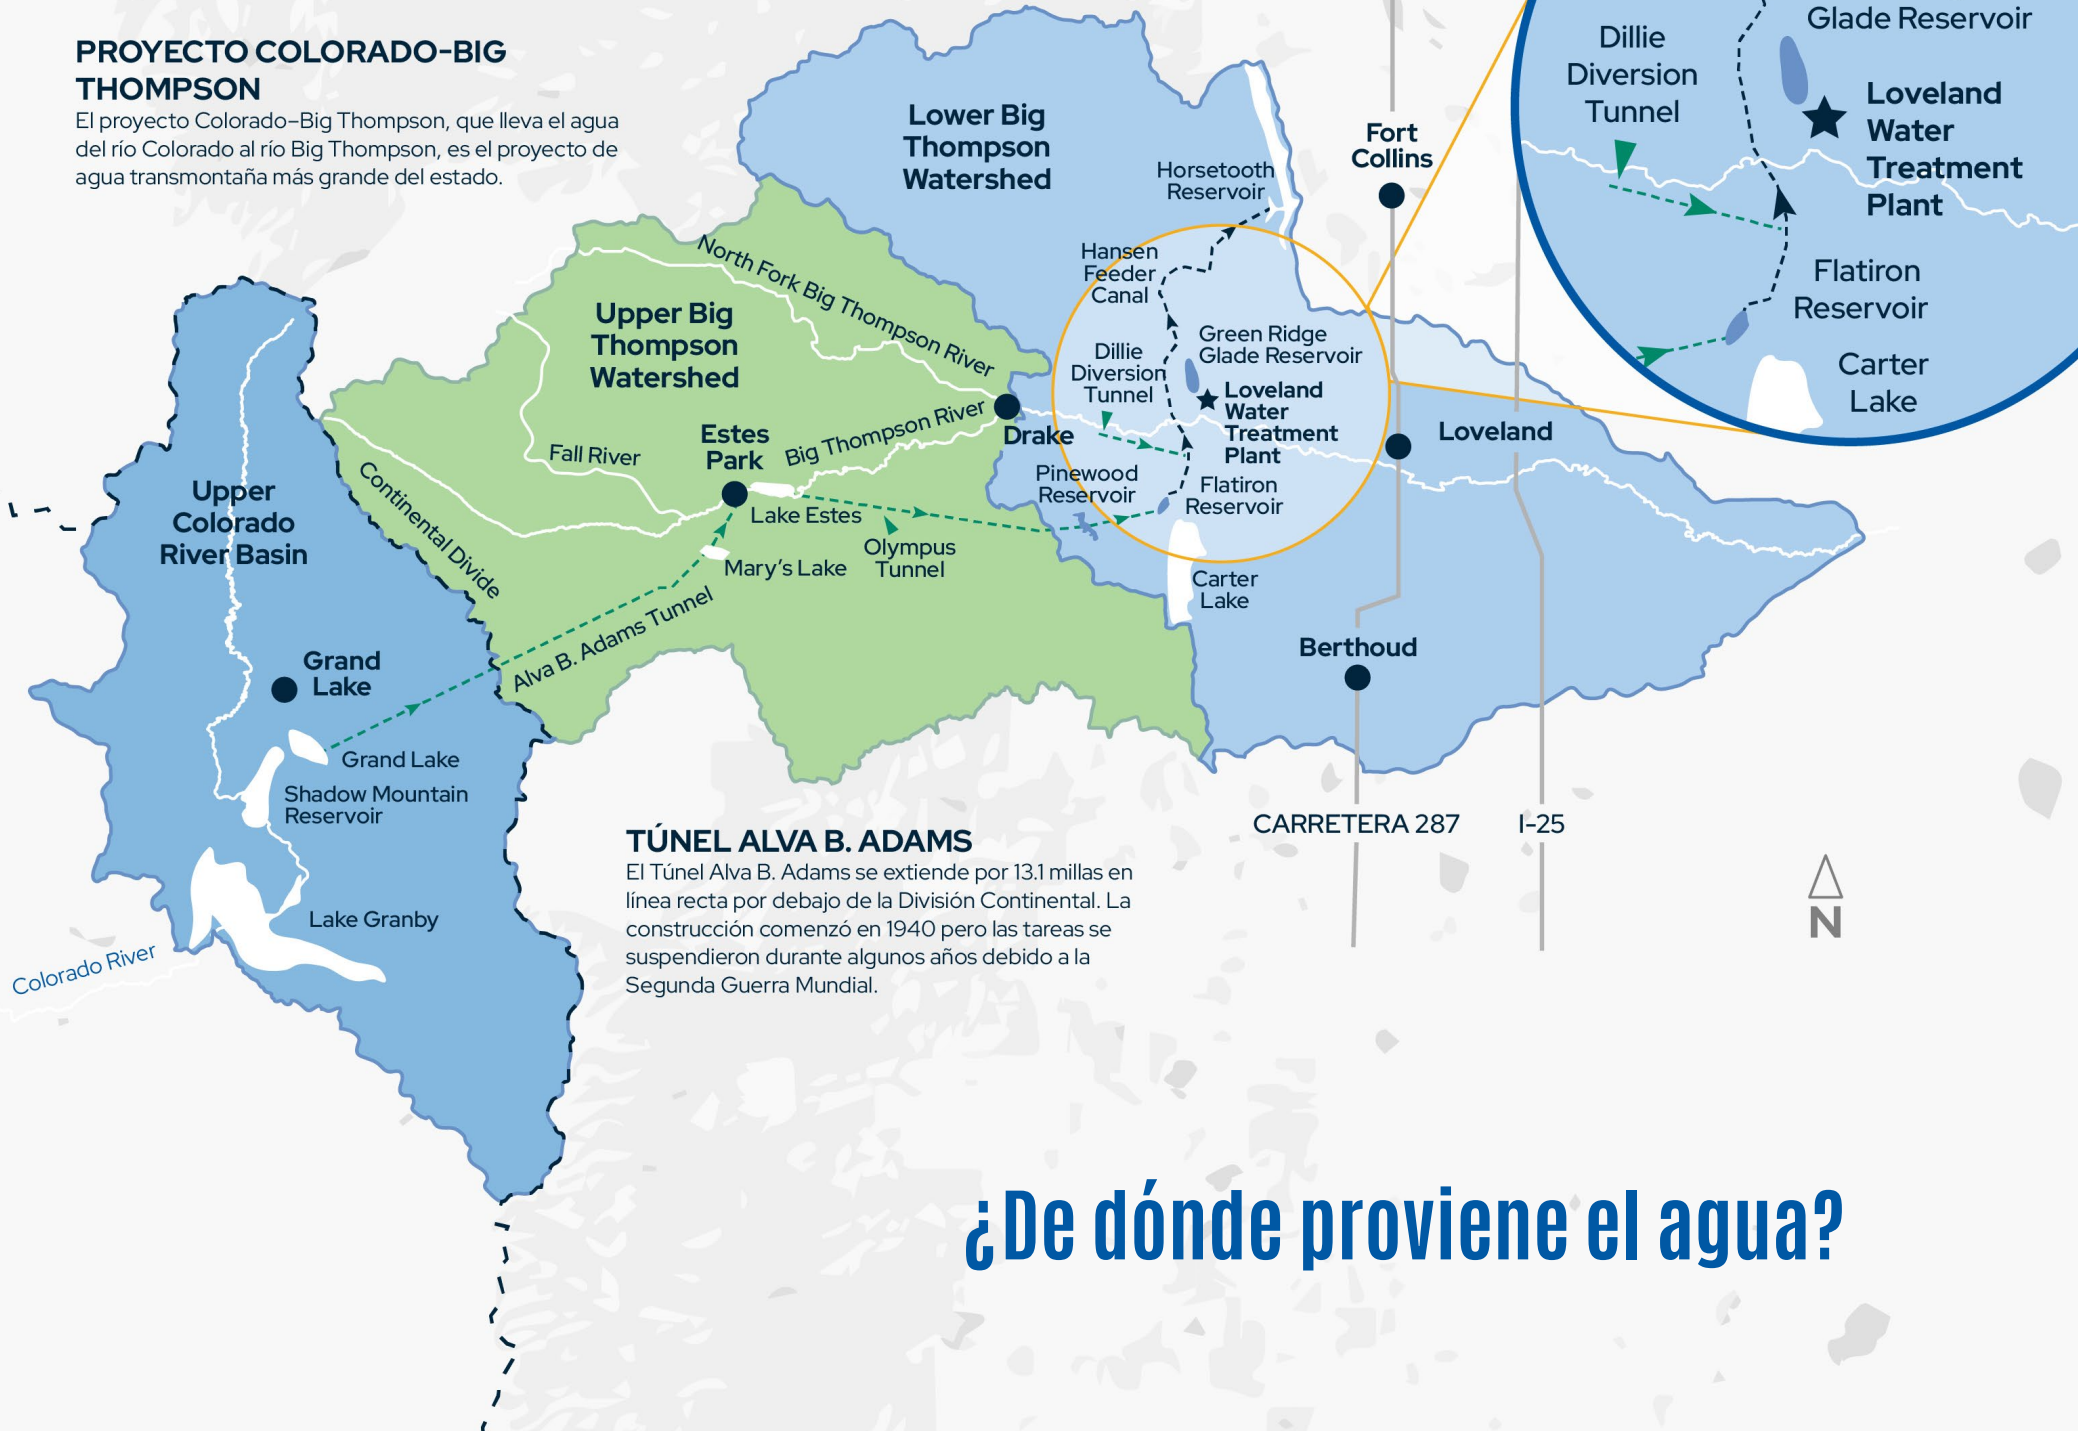 PROYECTO COLORADO-BIG
THOMPSON
El proyecto Colorado-Big Thompson, que lleva el agua
del río Colorado al río Big Thompson, es el proyecto de
agua transmontaña más grande del estado.
Lower Big
Thompson
Watershed
Horsetooth
Reservoir
Fort
Collins
Glade Reservoir
Dillie
Diversion
Tunnel
Loveland
Water
Treatment
Plant
Flatiron
Reservoir
Carter
Lake
North Fork Big Thompson River
Hansen
Feeder
Canal
Upper Big
Thompson
Watershed
Green Ridge
Glade Reservoir
Dillie
Diversion
Tunnel
Loveland
Water
Treatment
Plant
Loveland
Big Thompson River
Drake
Estes
Park
Fall River
Pinewood
Reservoir
Flatiron
Reservoir
Continental Divide
Upper
Colorado
River Basin
Lake Estes
Olympus
Tunnel
Mary's Lake
Carter
Lake
Alva B. Adams Tunnel
Berthoud
Grand
Lake
Grand Lake
Shadow Mountain
Reservoir
Lake Granby
Colorado River
TÚNEL ALVA B. ADAMS
El Túnel Alva B. Adams se extiende por 13.1 millas en
línea recta por debajo de la División Continental. La
construcción comenzó en 1940 pero las tareas se
suspendieron durante algunos años debido a la
Segunda Guerra Mundial.
CARRETERA 287
I-25
N
¿De dónde proviene el agua?